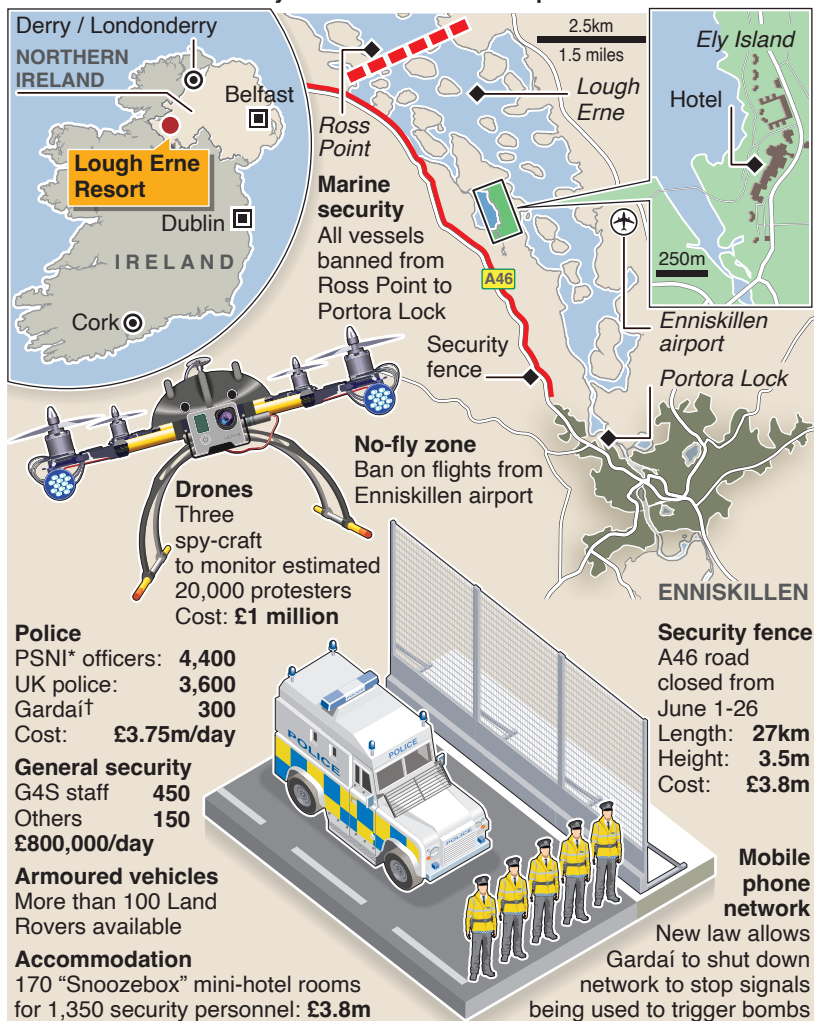 Derry / Londonderry
NORTHERN
IRELAND
Belfast
Lough Erne
Resort
Dublin
IRELAND
Cork
Ross
Point
2.5km
1.5 miles
Lough
Erne
Ely Island
Hotel
250m
Marine
security
All vessels
banned from
Ross Point to
Portora Lock
A46
Enniskillen
airport
Security
fence
Portora Lock
No-fly zone
Ban on flights from
Enniskillen airport
Drones
Three
spy-craft
to monitor estimated
20,000 protesters
Cost: £1 million
ENNISKILLEN
Police
PSNI* officers: 4,400
UK police: 3,600
Gardaí† 300
Cost: £3.75m/day
General security
G4S staff 450
Others 150
£800,000/day
Armoured vehicles
More than 100 Land
Rovers available
Accommodation
170 “Snoozebox” mini-hotel rooms
for 1,350 security personnel: £3.8m
POLICE
POLICE
POLICE
Security fence
A46 road
closed from
June 1-26
Length: 27km
Height: 3.5m
Cost: £3.8m
Mobile
phone
network
New law allows
Gardaí to shut down
network to stop signals
being used to trigger bombs